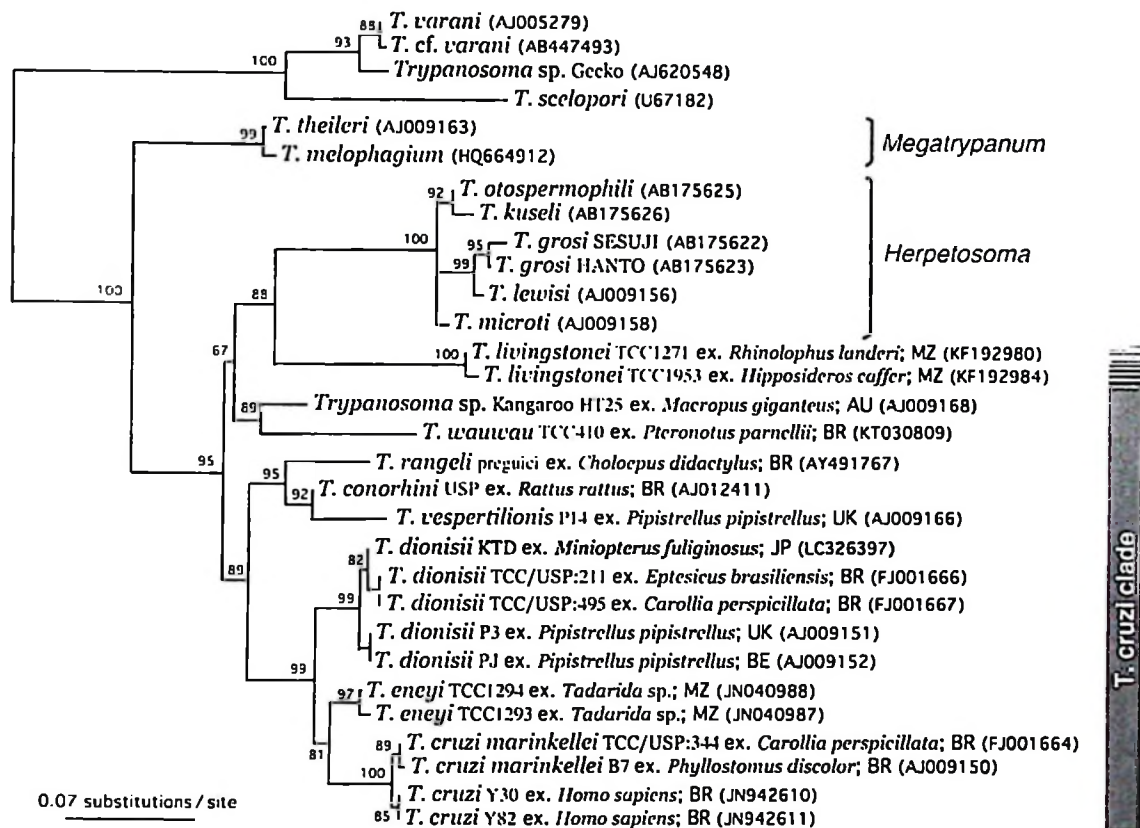 88 T. varani (AJ005279)
93 T. cf. varani (AB447493)
100 Trypanosoma sp. Gecko (AJ620548)
T. scelopori (U67182)
99 T. theileri (AJ009163)
T. melophagium (HQ664912)
Megatrypanum
92 T. otospermophili (AB175625)
T. kuseli (AB175626)
100
95 T. grosi SESUJI (AB175622)
99 T. grosi HANTO (AB175623)
Herpetosoma
T. lewisi (AJ009156)
100
88
T. microti (AJ009158)
67
100 T. livingstonei TCC1271 ex. Rhinolophus landeri; MZ (KF192980)
T. livingstonei TCC1953 ex. Hipposideros caffer; MZ (KF192984)
89 Trypanosoma sp. Kangaroo HT25 ex. Macropus giganteus; AU (AJ009168)
T. wauwau TCC410 ex. Pteronotus parnellii; BR (KT030809)
95
95 T. rangeli preguici ex. Choloepus didactylus; BR (AY491767)
92 T. conorhini USP ex. Rattus rattus; BR (AJ012411)
T. vespertilionis P14 ex. Pipistrellus pipistrellus; UK (AJ009166)
82 T. dionisii KTD ex. Miniopterus fuliginosus; JP (LC326397)
89
T. dionisii TCC/USP:211 ex. Eptesicus brasiliensis; BR (FJ001666)
99 T. dionisii TCC/USP:495 ex. Carollia perspicillata; BR (FJ001667)
T. dionisii P3 ex. Pipistrellus pipistrellus; UK (AJ009151)
T. dionisii PJ ex. Pipistrellus pipistrellus; BE (AJ009152)
99
97 T. eneyi TCC1294 ex. Tadarida sp.; MZ (JN040988)
T. eneyi TCC1293 ex. Tadarida sp.; MZ (JN040987)
81
89 T. cruzi marinkellei TCC/USP:344 ex. Carollia perspicillata; BR (FJ001664)
100 T. cruzi marinkellei B7 ex. Phyllostomus discolor; BR (AJ009150)
T. cruzi Y30 ex. Homo sapiens; BR (JN942610)
85 T. cruzi Y82 ex. Homo sapiens; BR (JN942611)
0.07 substitutions/site
T. cruzi clade